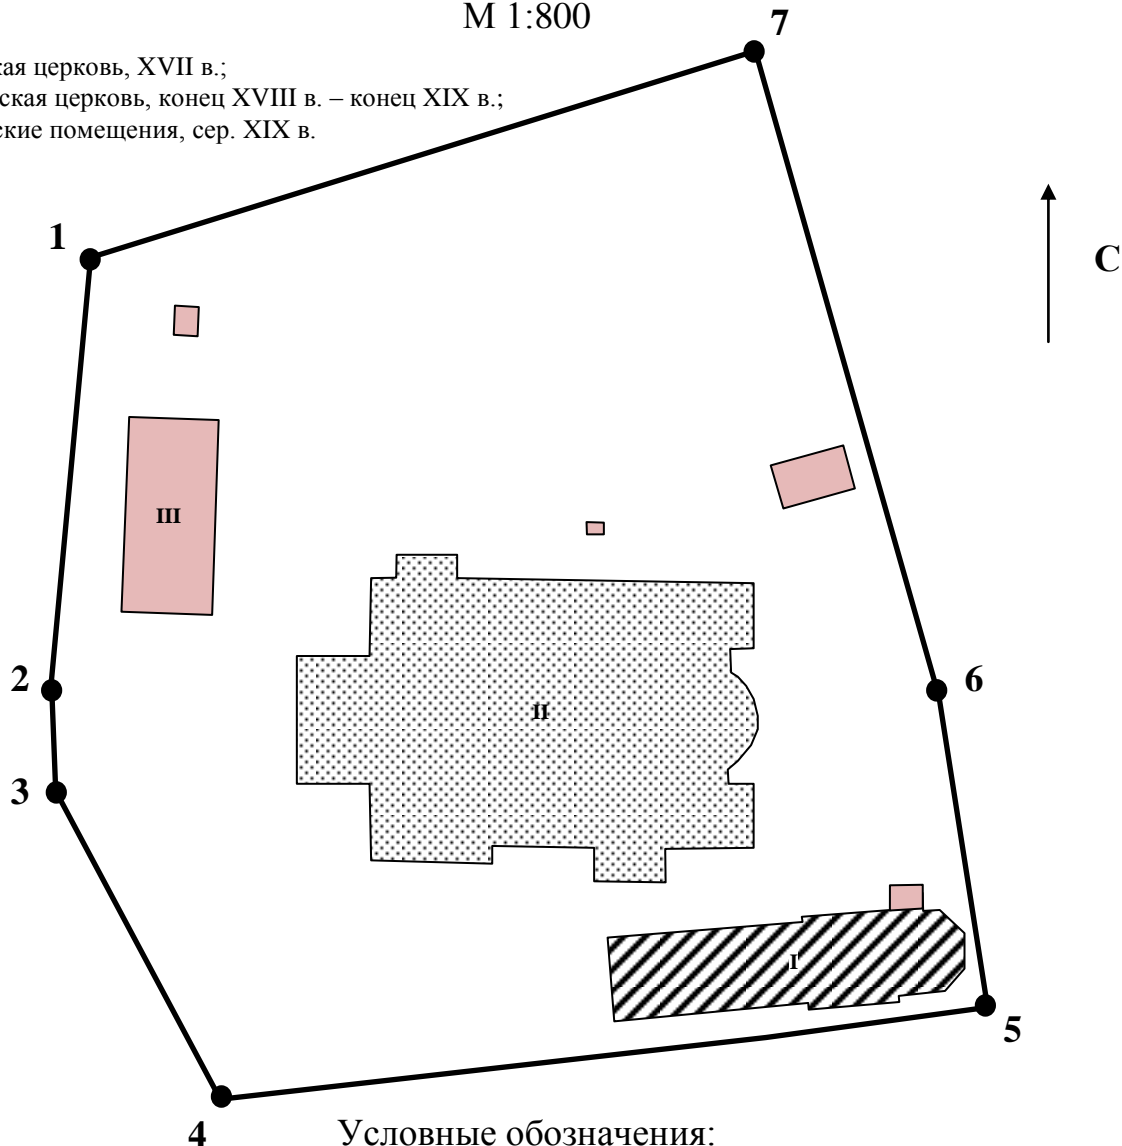 М 1:800
7
кая церковь, XVII в.;
ская церковь, конец XVIII в. – конец XIX в.;
ские помещения, сер. XIX в.
1
С
III
2
6
II
3
I
5
4
Условные обозначения: